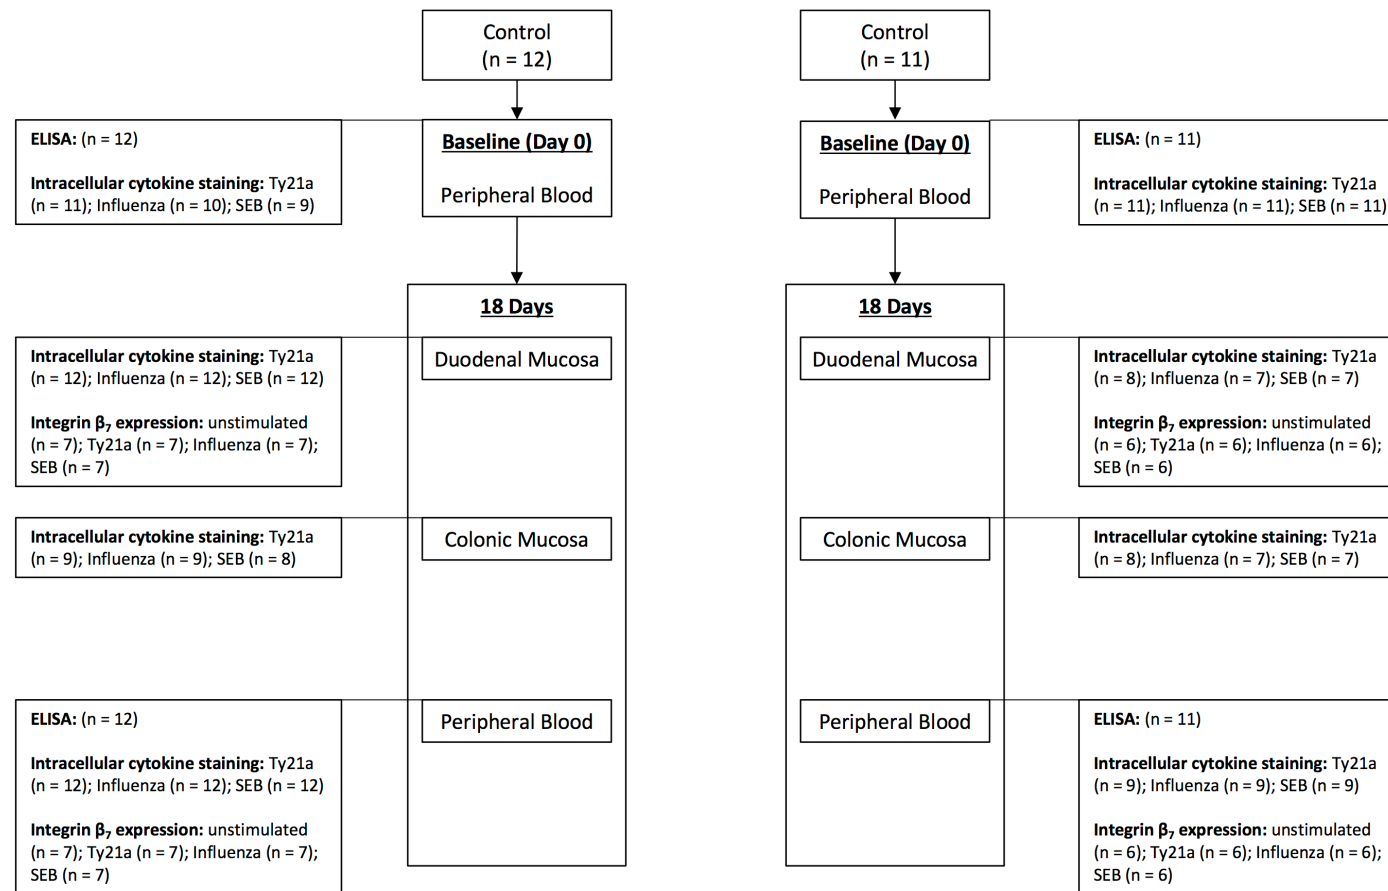 Control
(n = 12)
Baseline (Day 0)
Peripheral Blood
ELISA: (n = 12)
Intracellular cytokine staining: Ty21a
(n = 11); Influenza (n = 10); SEB (n = 9)
18 Days
Duodenal Mucosa
Intracellular cytokine staining: Ty21a
(n = 12); Influenza (n = 12); SEB (n = 12)
Integrin β₇ expression: unstimulated
(n = 7); Ty21a (n = 7); Influenza (n = 7);
SEB (n = 7)
Colonic Mucosa
Intracellular cytokine staining: Ty21a
(n = 9); Influenza (n = 9); SEB (n = 8)
Peripheral Blood
ELISA: (n = 12)
Intracellular cytokine staining: Ty21a
(n = 12); Influenza (n = 12); SEB (n = 12)
Integrin β₇ expression: unstimulated
(n = 7); Ty21a (n = 7); Influenza (n = 7);
SEB (n = 7)
Control
(n = 11)
Baseline (Day 0)
Peripheral Blood
ELISA: (n = 11)
Intracellular cytokine staining: Ty21a
(n = 11); Influenza (n = 11); SEB (n = 11)
18 Days
Duodenal Mucosa
Intracellular cytokine staining: Ty21a
(n = 8); Influenza (n = 7); SEB (n = 7)
Integrin β₇ expression: unstimulated
(n = 6); Ty21a (n = 6); Influenza (n = 6);
SEB (n = 6)
Colonic Mucosa
Intracellular cytokine staining: Ty21a
(n = 8); Influenza (n = 7); SEB (n = 7)
Peripheral Blood
ELISA: (n = 11)
Intracellular cytokine staining: Ty21a
(n = 9); Influenza (n = 9); SEB (n = 9)
Integrin β₇ expression: unstimulated
(n = 6); Ty21a (n = 6); Influenza (n = 6);
SEB (n = 6)